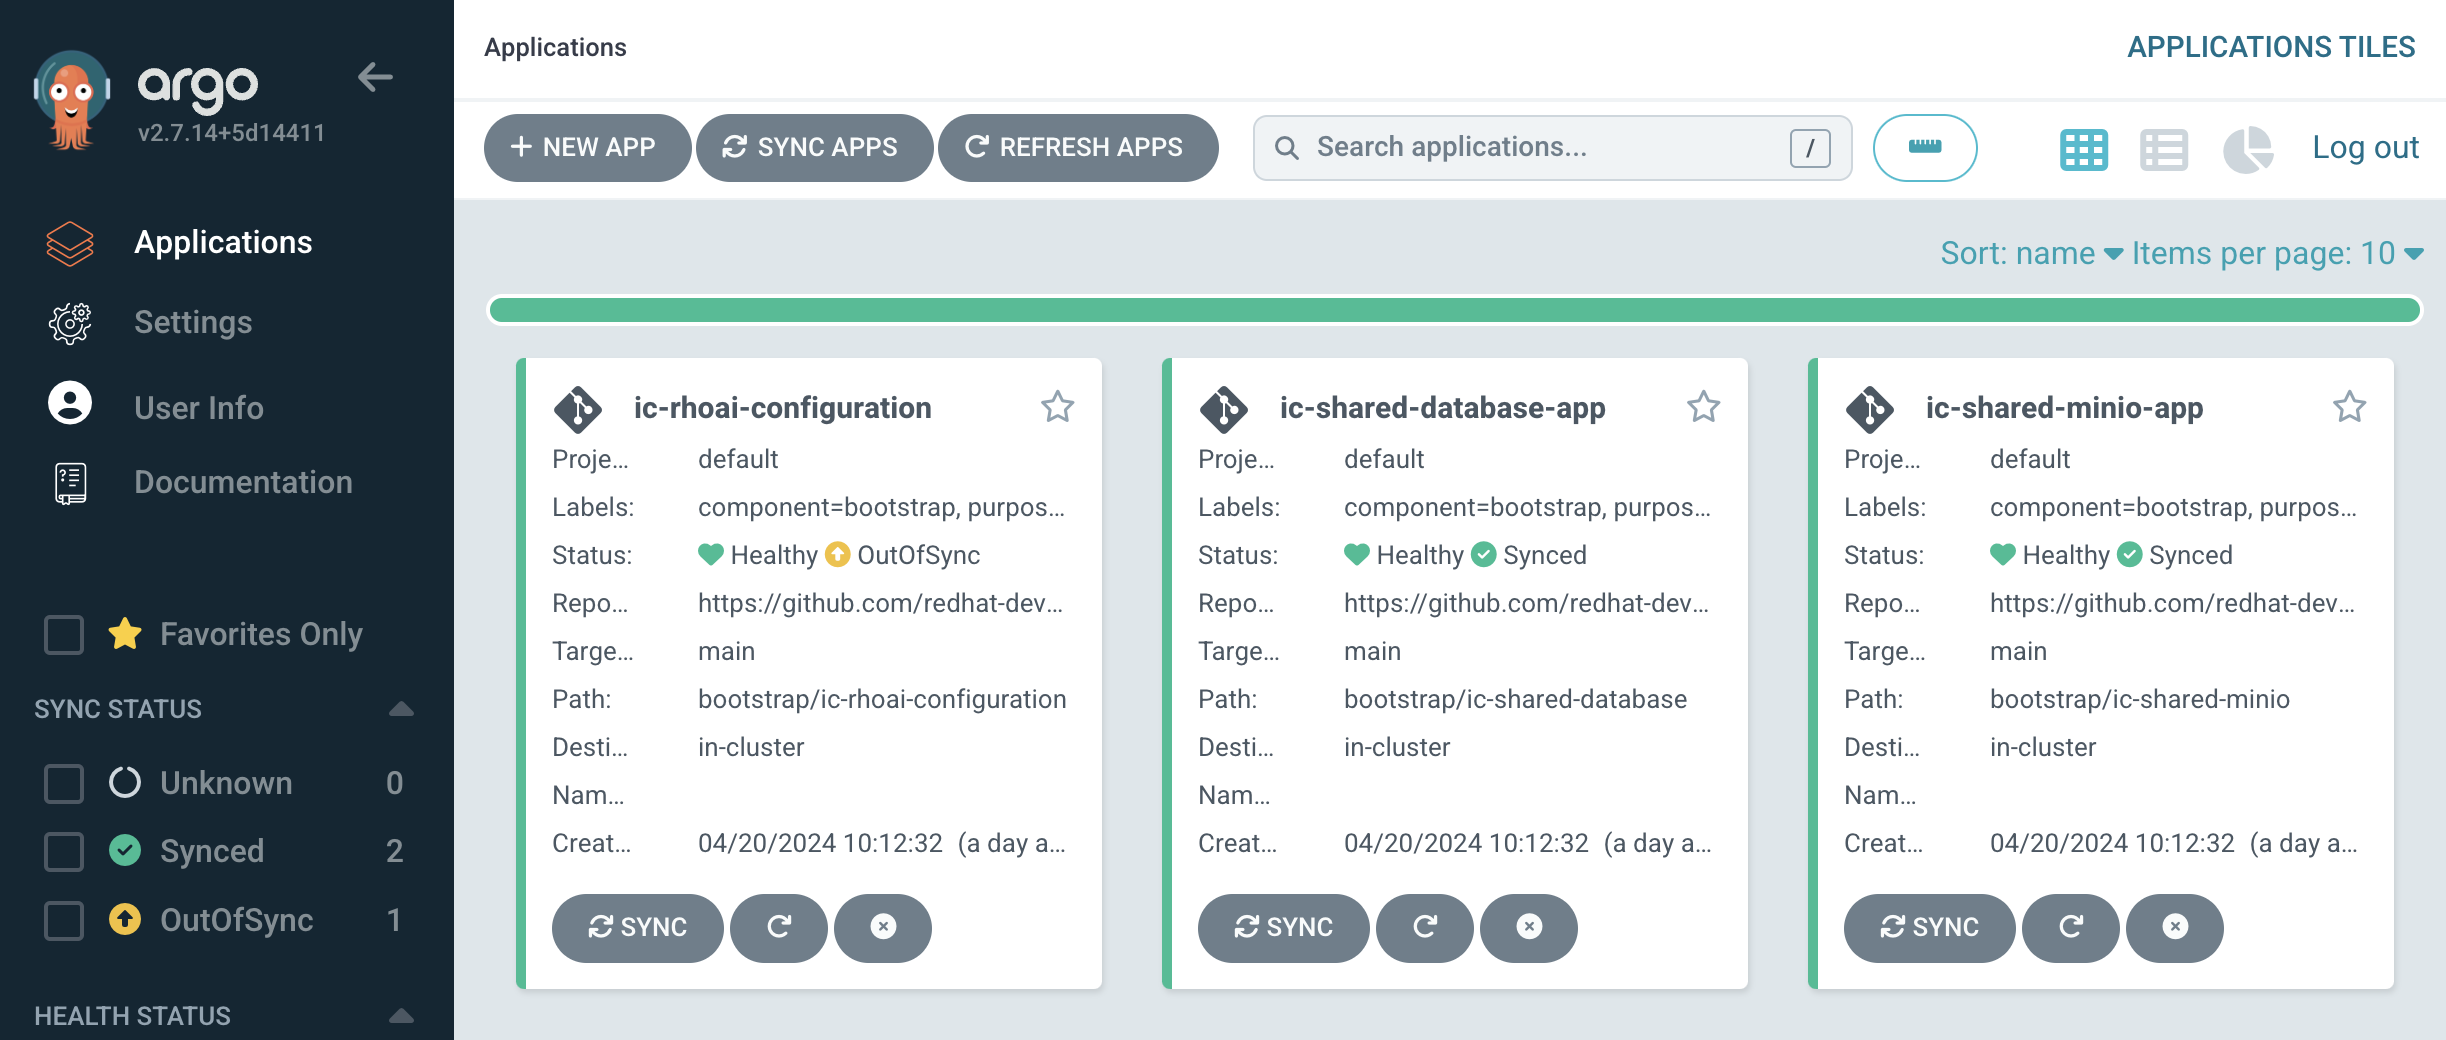 argo
v2.7.14+5d14411
Applications
Settings
User Info
Documentation
Favorites Only
SYNC STATUS
Unknown 0
Synced 2
OutOfSync 1
HEALTH STATUS
Applications
APPLICATIONS TILES
NEW APP
SYNC APPS
REFRESH APPS
Search applications...
/
Log out
Sort: name
Items per page: 10
ic-rhoai-configuration
Proje... default
Labels: component=bootstrap, purpos...
Status: Healthy OutOfSync
Repo... https://github.com/redhat-dev...
Targe... main
Path: bootstrap/ic-rhoai-configuration
Desti... in-cluster
Nam...
Creat... 04/20/2024 10:12:32 (a day a...
SYNC
ic-shared-database-app
Proje... default
Labels: component=bootstrap, purpos...
Status: Healthy Synced
Repo... https://github.com/redhat-dev...
Targe... main
Path: bootstrap/ic-shared-database
Desti... in-cluster
Nam...
Creat... 04/20/2024 10:12:32 (a day a...
SYNC
ic-shared-minio-app
Proje... default
Labels: component=bootstrap, purpos...
Status: Healthy Synced
Repo... https://github.com/redhat-dev...
Targe... main
Path: bootstrap/ic-shared-minio
Desti... in-cluster
Nam...
Creat... 04/20/2024 10:12:32 (a day a...
SYNC